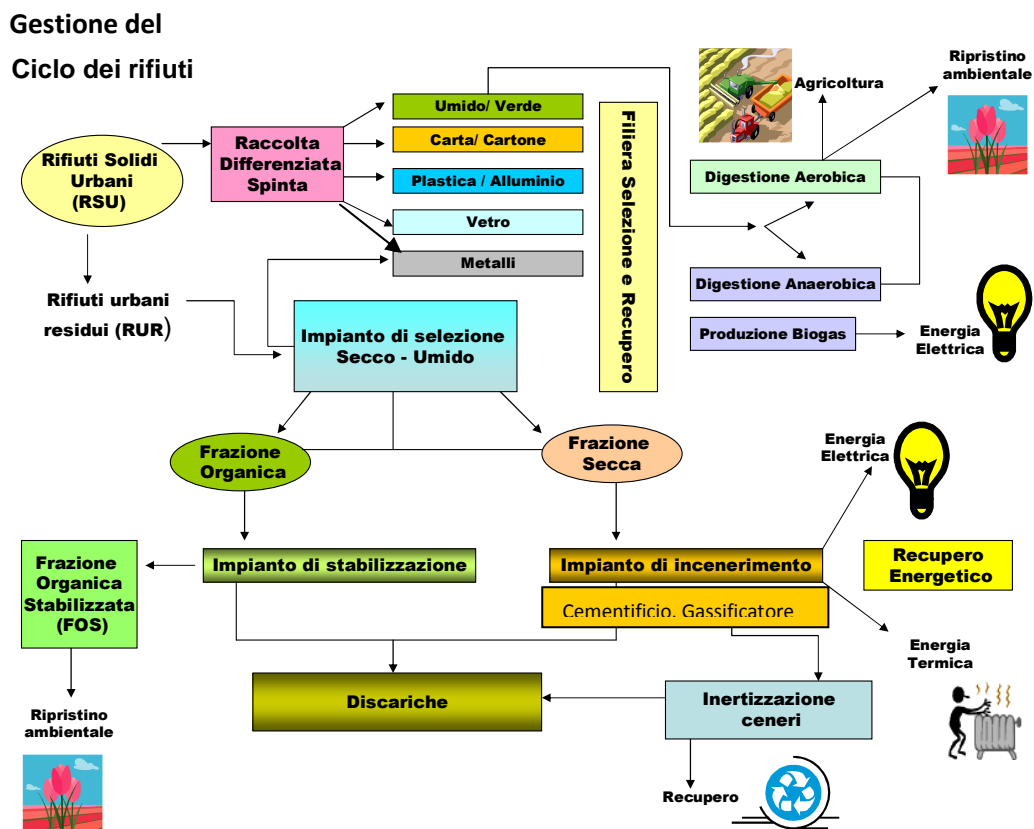 Gestione del
Ciclo dei rifiuti
Rifiuti Solidi
Urbani
(RSU)
Raccolta
Differenziata
Spinta
Umido/ Verde
Carta/ Cartone
Plastica / Alluminio
Vetro
Metalli
Filiera Selezione e Recupero
Agricoltura
Ripristino
ambientale
Digestione Aerobica
Digestione Anaerobica
Produzione Biogas
Energia
Elettrica
Rifiuti urbani
residui (RUR)
Impianto di selezione
Secco - Umido
Frazione
Organica
Frazione
Secca
Energia
Elettrica
Frazione
Organica
Stabilizzata
(FOS)
Impianto di stabilizzazione
Impianto di incenerimento
Cementificio. Gassificatore
Recupero
Energetico
Energia
Termica
Discariche
Inertizzazione
ceneri
Ripristino
ambientale
Recupero